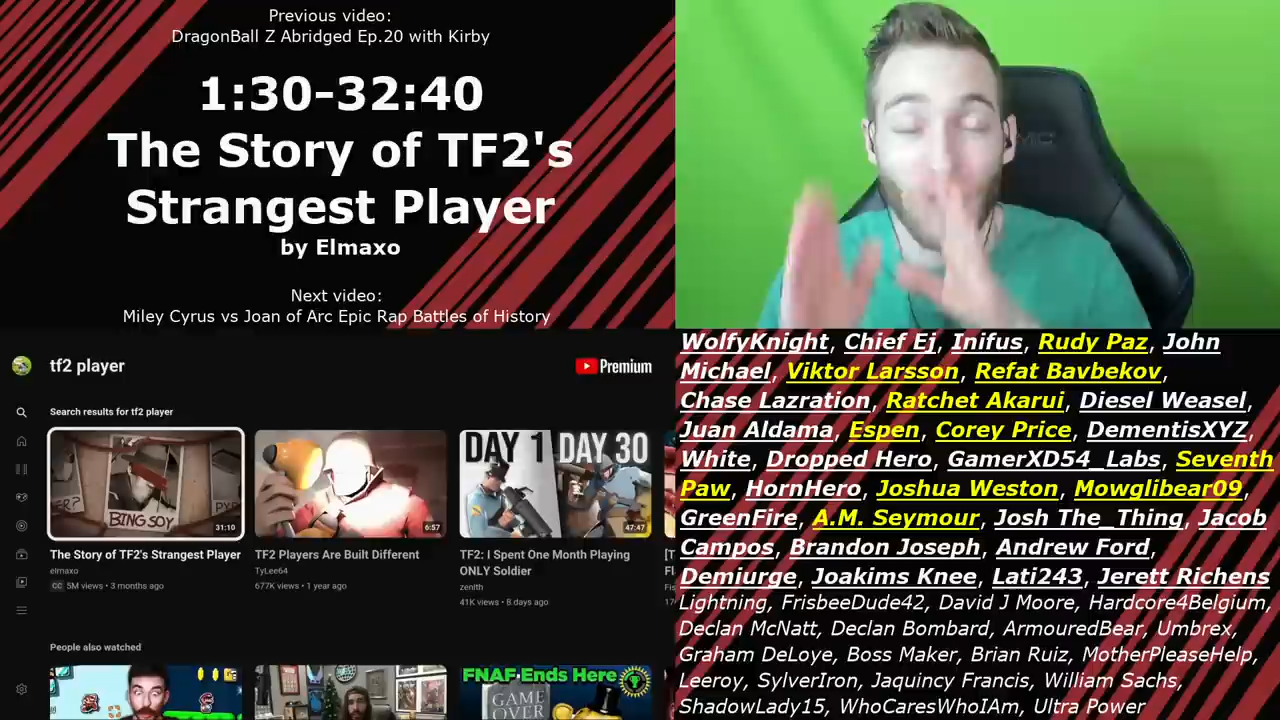 Previous video:
DragonBall Z Abridged Ep.20 with Kirby
1:30-32:40
The Story of TF2's
Strangest Player
by Elmaxo
Next video:
Miley Cyrus vs Joan of Arc Epic Rap Battles of History
tf2 player
Premium
Search results for tf2 player
BING SOY
31:10
6:57
DAY 1
DAY 30
47:47
The Story of TF2's Strangest Player
elmaxo
CC 5M views • 3 months ago
TF2 Players Are Built Different
TyLee64
677K views • 1 year ago
TF2: I Spent One Month Playing
ONLY Soldier
zenith
41K views • 8 days ago
People also watched
FNAF Ends Here
GAME
OVER
WolfyKnight, Chief Ej, Inifus, Rudy Paz, John
Michael, Viktor Larsson, Refat Bavbekov,
Chase Lazration, Ratchet Akarui, Diesel Weasel,
Juan Aldama, Espen, Corey Price, DementisXYZ,
White, Dropped Hero, GamerXD54_Labs, Seventh
Paw, HornHero, Joshua Weston, Mowglibear09,
GreenFire, A.M. Seymour, Josh The_Thing, Jacob
Campos, Brandon Joseph, Andrew Ford,
Demiurge, Joakims Knee, Lati243, Jerett Richens
Lightning, FrisbeeDude42, David J Moore, Hardcore4Belgium,
Declan McNatt, Declan Bombard, ArmouredBear, Umbrex,
Graham DeLoye, Boss Maker, Brian Ruiz, MotherPleaseHelp,
Leeroy, SylverIron, Jaquincy Francis, William Sachs,
ShadowLady15, WhoCaresWhoIAm, Ultra Power